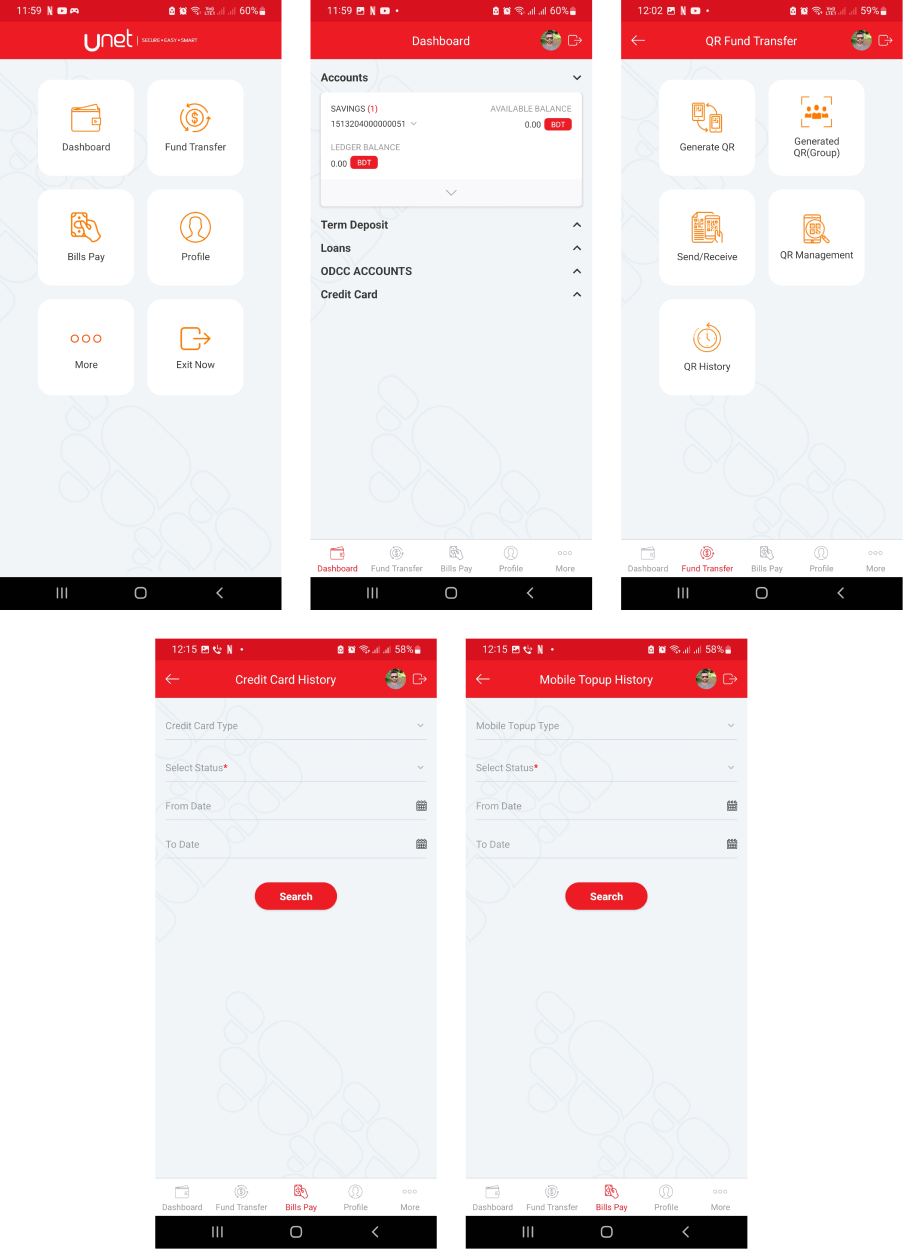 11:59
60%
Unet SECURE•EASY•SMART
Dashboard
Fund Transfer
Bills Pay
Profile
More
Exit Now
11:59
60%
Dashboard
Accounts
SAVINGS (1)
AVAILABLE BALANCE
1513204000000051
0.00 BDT
LEDGER BALANCE
0.00 BDT
Term Deposit
Loans
ODCC ACCOUNTS
Credit Card
Dashboard Fund Transfer Bills Pay Profile More
12:02
59%
QR Fund Transfer
Generate QR
Generated
QR(Group)
Send/Receive
QR Management
QR History
Dashboard Fund Transfer Bills Pay Profile More
12:15
58%
Credit Card History
Credit Card Type
Select Status*
From Date
To Date
Search
Dashboard Fund Transfer Bills Pay Profile More
12:15
58%
Mobile Topup History
Mobile Topup Type
Select Status*
From Date
To Date
Search
Dashboard Fund Transfer Bills Pay Profile More